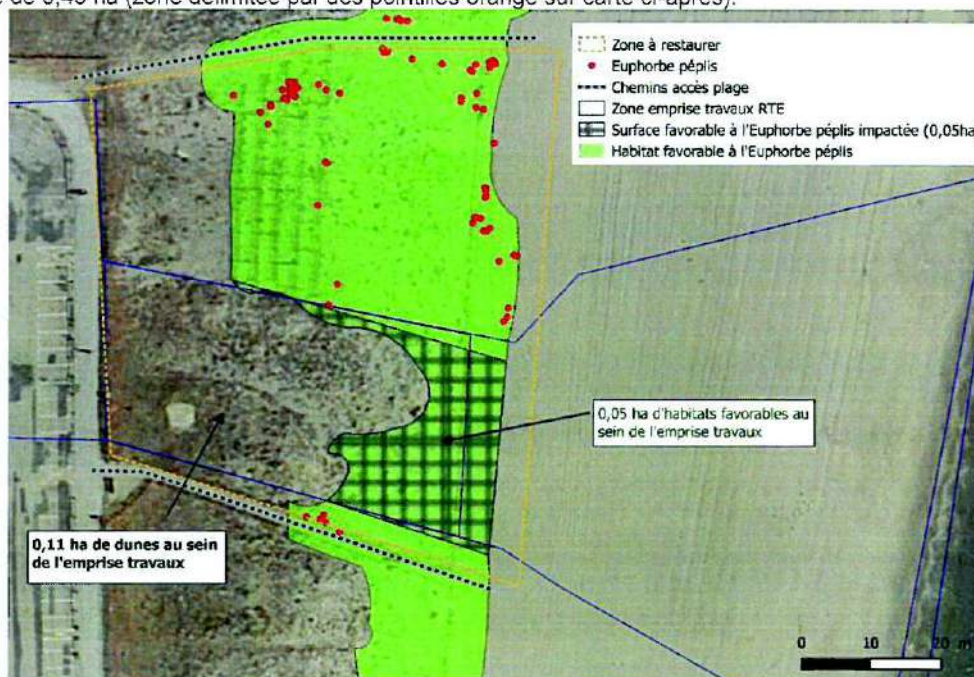 de 0,45 ha (zone délimitée par des pointillés orange sur carte ci-après).
Zone à restaurer
Euphorbe péplis
Chemins accès plage
Zone emprise travaux RTE
Surface favorable à l'Euphorbe péplis impactée (0,05ha
Habitat favorable à l'Euphorbe péplis
0,05 ha d'habitats favorables au
sein de l'emprise travaux
0,11 ha de dunes au sein
de l'emprise travaux
0 10 20 m